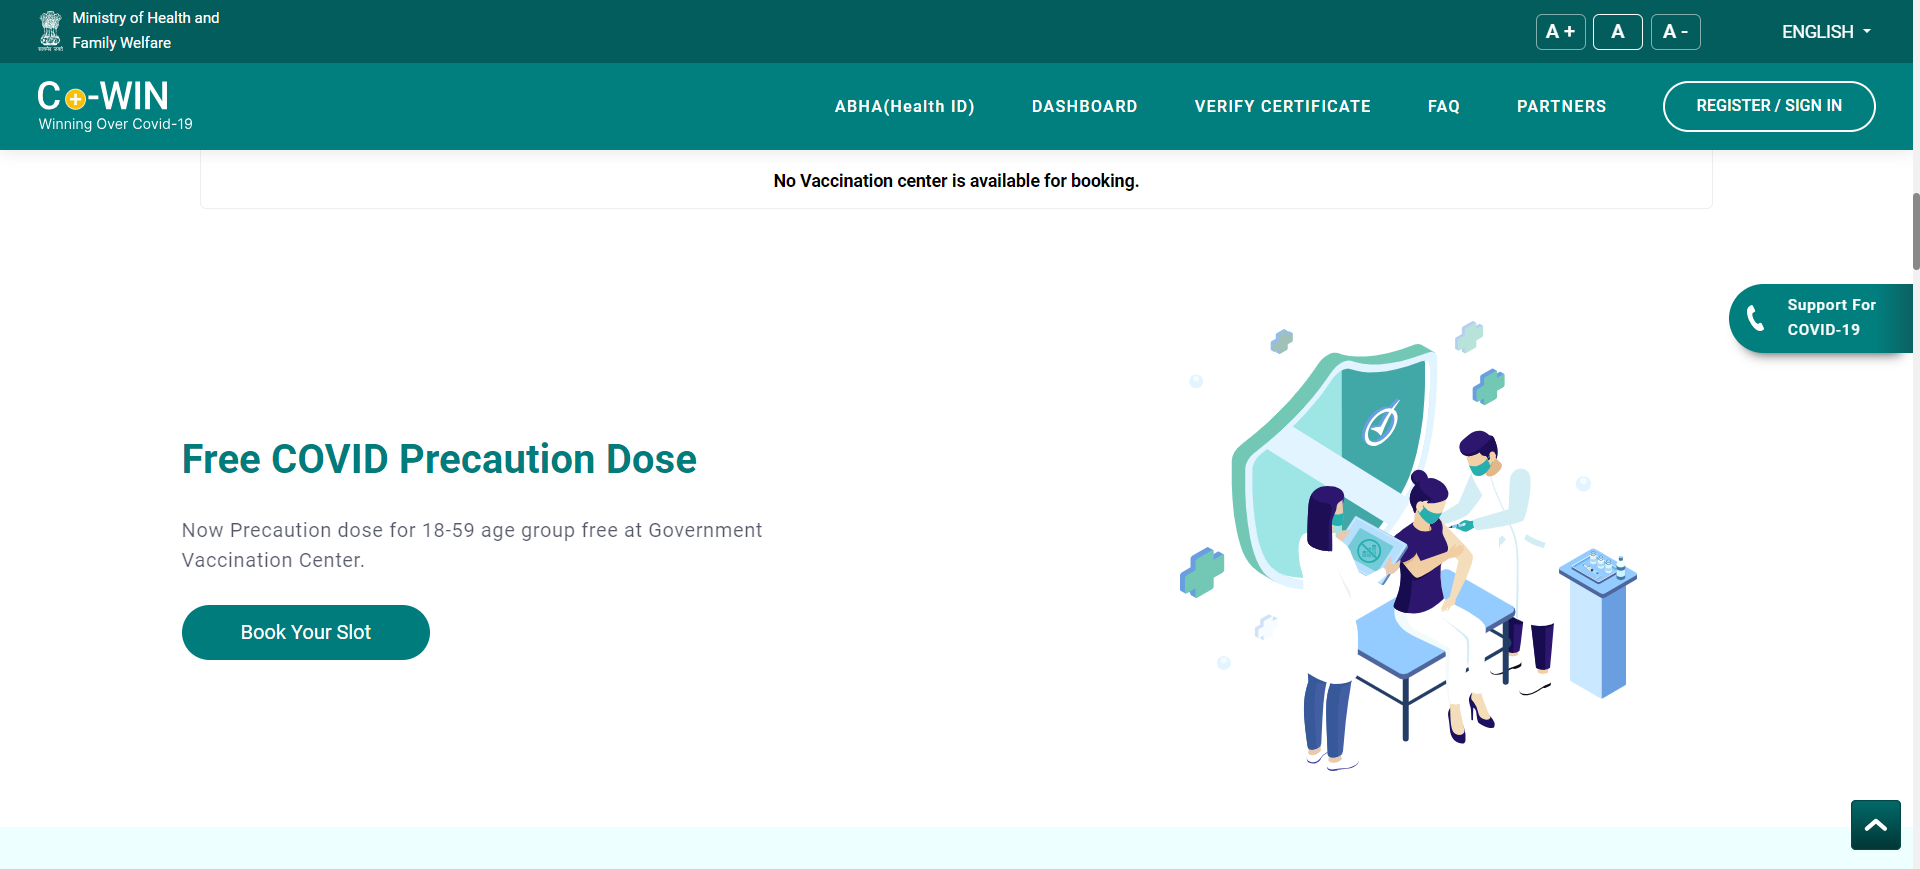 Ministry of Health and
Family Welfare
A +
A
A -
ENGLISH
Co-WIN
Winning Over Covid-19
ABHA(Health ID)
DASHBOARD
VERIFY CERTIFICATE
FAQ
PARTNERS
REGISTER / SIGN IN
No Vaccination center is available for booking.
Support For
COVID-19
Free COVID Precaution Dose
Now Precaution dose for 18-59 age group free at Government
Vaccination Center.
Book Your Slot